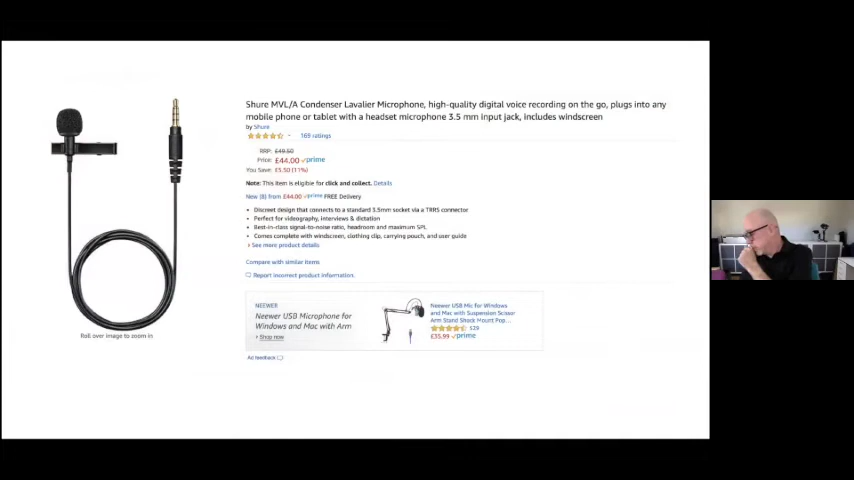 Shure MVL/A Condenser Lavalier Microphone, high-quality digital voice recording on the go, plugs into any
mobile phone or tablet with a headset microphone 3.5 mm input jack, includes windscreen
by Shure
169 ratings
RRP: £49.50
Price: £44.00 prime
You Save: £5.50 (11%)
Note: This item is eligible for click and collect. Details
New (8) from £44.00 prime FREE Delivery
Discreet design that connects to a standard 3.5mm socket via a TRRS connector
Perfect for videography, interviews & dictation
Best-in-class signal-to-noise ratio, headroom and maximum SPL
Comes complete with windscreen, clothing clip, carrying pouch, and user guide
› See more product details
Compare with similar items
Report incorrect product information.
Roll over image to zoom in
NEEWER
Neewer USB Microphone for
Windows and Mac with Arm
› Shop now
Neewer USB Mic for Windows
and Mac with Suspension Scissor
Arm Stand Shock Mount Pop...
529
£35.99 prime
Ad feedback